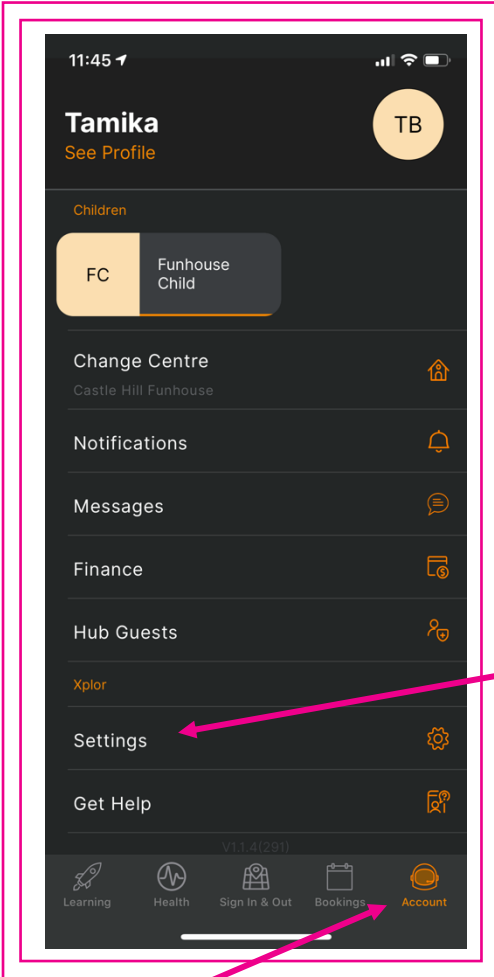 11:45
Tamika
TB
See Profile
Children
FC
Funhouse
Child
Change Centre
Castle Hill Funhouse
Notifications
Messages
Finance
Hub Guests
Xplor
Settings
Get Help
V1.1.4(291)
Learning Health Sign In & Out Bookings Account